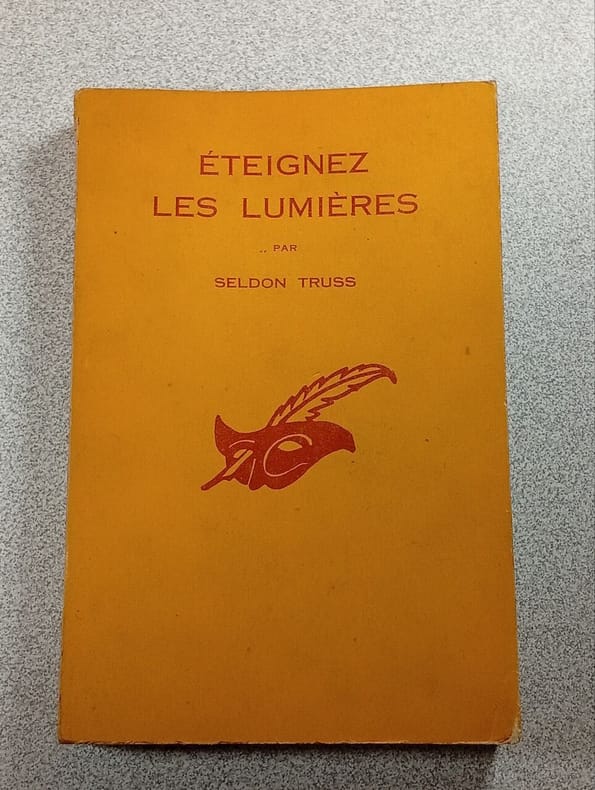 ÉTEIGNEZ
LES LUMIÈRES
PAR
SELDON TRUSS